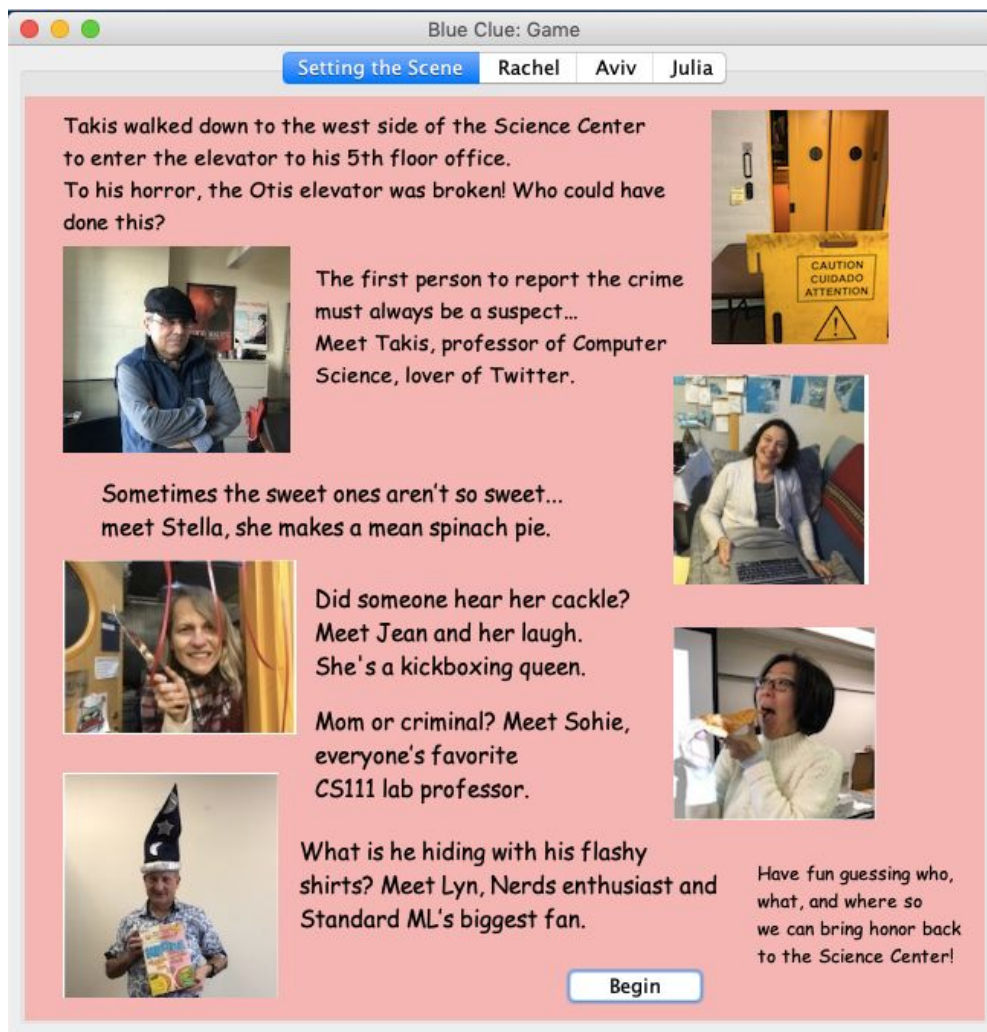 Blue Clue: Game
Setting the Scene
Rachel
Aviv
Julia
Takis walked down to the west side of the Science Center
to enter the elevator to his 5th floor office.
To his horror, the Otis elevator was broken! Who could have
done this?
CAUTION
CUIDADO
ATTENTION
The first person to report the crime
must always be a suspect...
Meet Takis, professor of Computer
Science, lover of Twitter.
Sometimes the sweet ones aren't so sweet...
meet Stella, she makes a mean spinach pie.
Did someone hear her cackle?
Meet Jean and her laugh.
She's a kickboxing queen.
Mom or criminal? Meet Sohie,
everyone's favorite
CS111 lab professor.
What is he hiding with his flashy
shirts? Meet Lyn, Nerds enthusiast and
Standard ML's biggest fan.
Have fun guessing who,
what, and where so
we can bring honor back
to the Science Center!
Begin